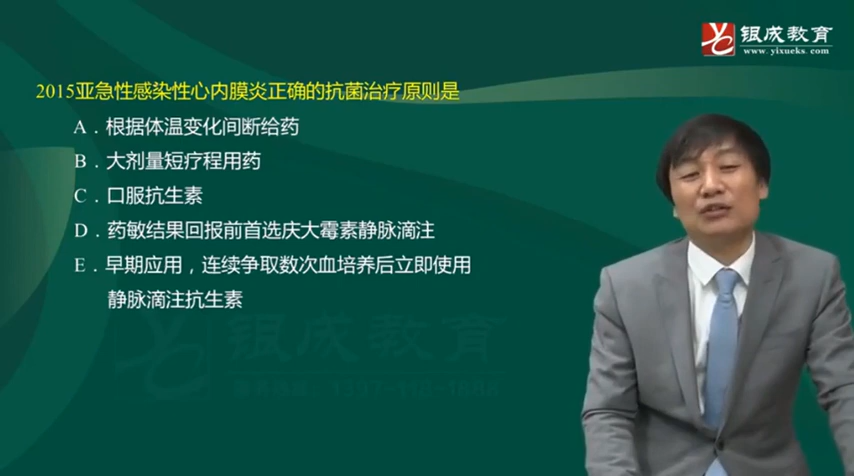 银成教育
www.yixueks.com
2015亚急性感染性心内膜炎正确的抗菌治疗原则是
A．根据体温变化间断给药
B．大剂量短疗程用药
C．口服抗生素
D．药敏结果回报前首选庆大霉素静脉滴注
E．早期应用，连续争取数次血培养后立即使用
静脉滴注抗生素
银成教育